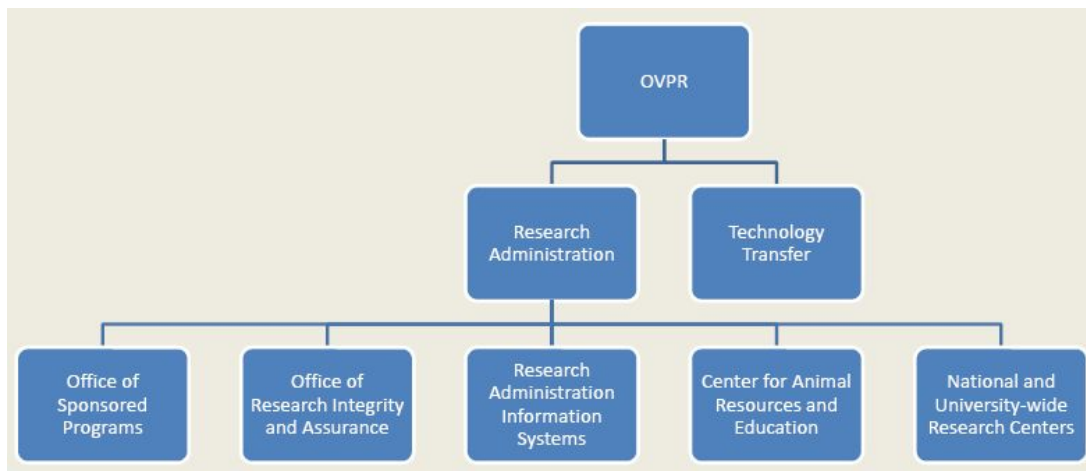 OVPR
Research
Administration
Technology
Transfer
Office of
Sponsored
Programs
Office of
Research Integrity
and Assurance
Research
Administration
Information
Systems
Center for Animal
Resources and
Education
National and
University-wide
Research Centers